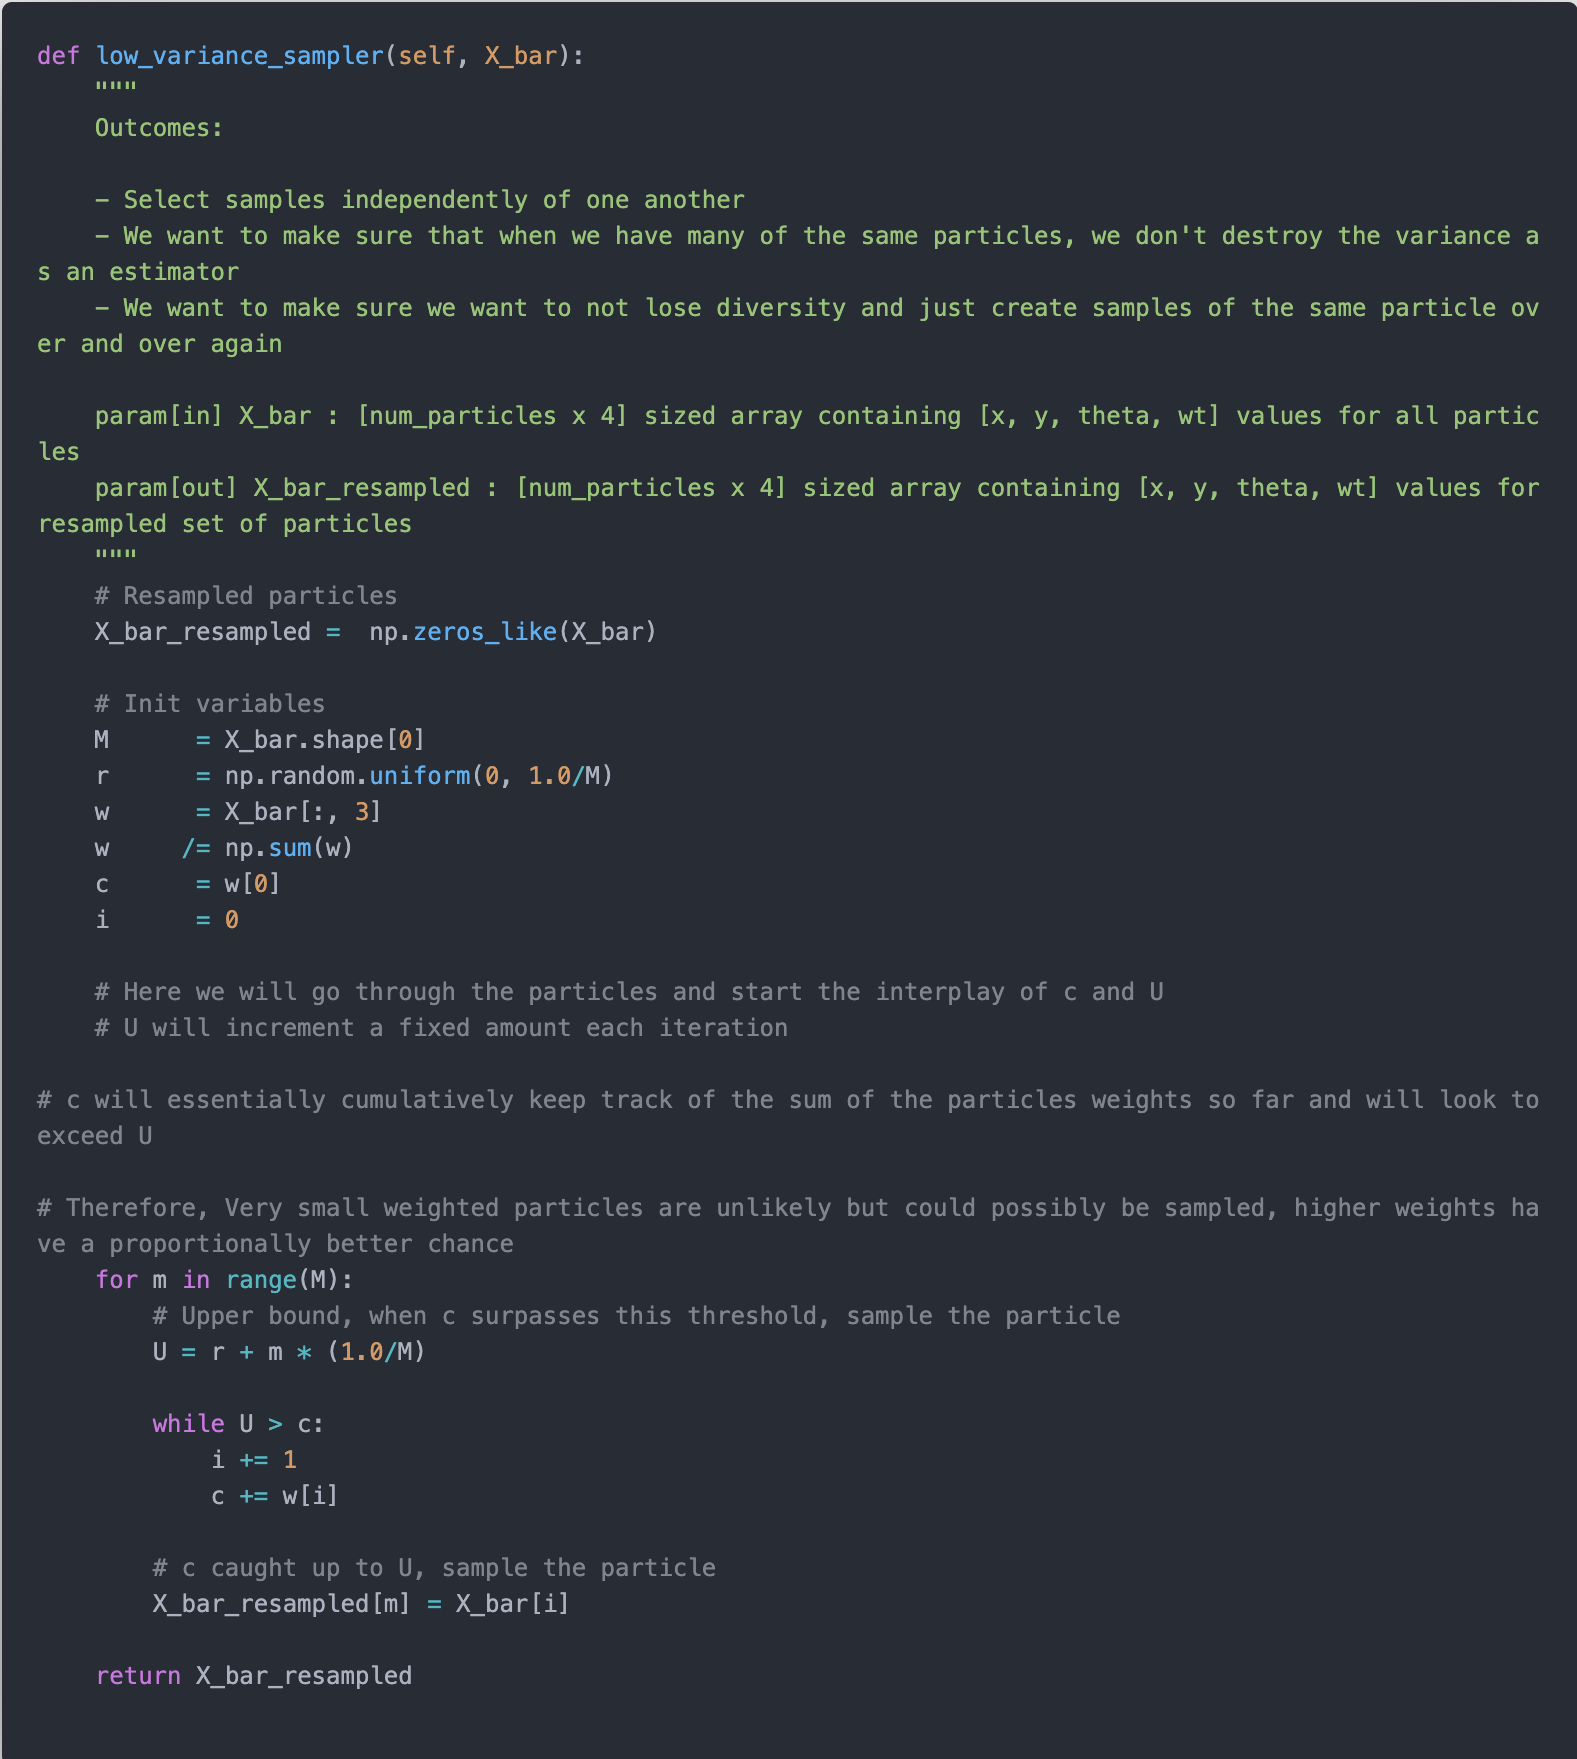 def low_variance_sampler(self, X_bar):
    """
    Outcomes:

    - Select samples independently of one another
    - We want to make sure that when we have many of the same particles, we don't destroy the variance a
s an estimator
    - We want to make sure we want to not lose diversity and just create samples of the same particle ov
er and over again

    param[in] X_bar : [num_particles x 4] sized array containing [x, y, theta, wt] values for all partic
les
    param[out] X_bar_resampled : [num_particles x 4] sized array containing [x, y, theta, wt] values for
resampled set of particles
    """
    # Resampled particles
    X_bar_resampled =  np.zeros_like(X_bar)

    # Init variables
    M      = X_bar.shape[0]
    r      = np.random.uniform(0, 1.0/M)
    w      = X_bar[:, 3]
    w     /= np.sum(w)
    c      = w[0]
    i      = 0

    # Here we will go through the particles and start the interplay of c and U
    # U will increment a fixed amount each iteration

# c will essentially cumulatively keep track of the sum of the particles weights so far and will look to
exceed U

# Therefore, Very small weighted particles are unlikely but could possibly be sampled, higher weights ha
ve a proportionally better chance
    for m in range(M):
        # Upper bound, when c surpasses this threshold, sample the particle
        U = r + m * (1.0/M)

        while U > c:
            i += 1
            c += w[i]

        # c caught up to U, sample the particle
        X_bar_resampled[m] = X_bar[i]

    return X_bar_resampled